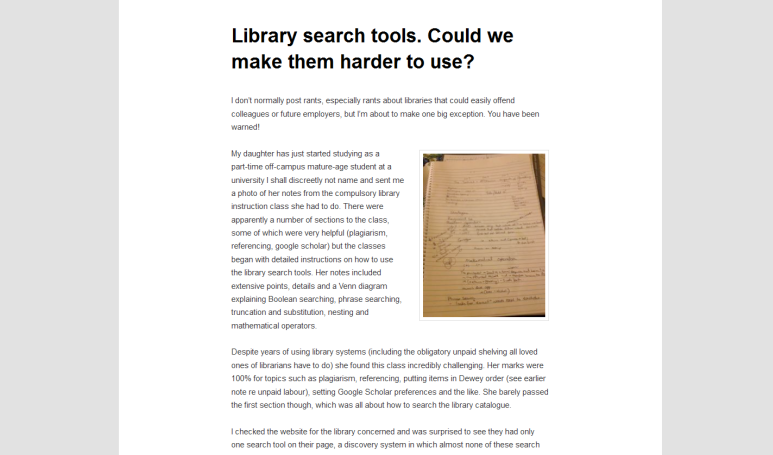 Library search tools. Could we
make them harder to use?
I don't normally post rants, especially rants about libraries that could easily offend
colleagues or future employers, but I'm about to make one big exception. You have been
warned!
My daughter has just started studying as a
part-time off-campus mature-age student at a
university I shall discreetly not name and sent me
a photo of her notes from the compulsory library
instruction class she had to do. There were
apparently a number of sections to the class,
some of which were very helpful (plagiarism,
referencing, google scholar) but the classes
began with detailed instructions on how to use
the library search tools. Her notes included
extensive points, details and a Venn diagram
explaining Boolean searching, phrase searching,
truncation and substitution, nesting and
mathematical operators.
Despite years of using library systems (including the obligatory unpaid shelving all loved
ones of librarians have to do) she found this class incredibly challenging. Her marks were
100% for topics such as plagiarism, referencing, putting items in Dewey order (see earlier
note re unpaid labour), setting Google Scholar preferences and the like. She barely passed
the first section though, which was all about how to search the library catalogue.
I checked the website for the library concerned and was surprised to see they had only
one search tool on their page, a discovery system in which almost none of these search